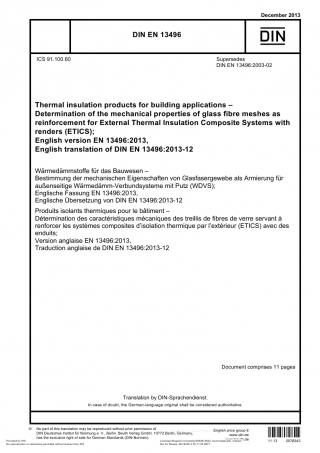 December 2013
DIN EN 13496
DIN
ICS 91.100.60
Supersedes
DIN EN 13496:2003-02
Thermal insulation products for building applications –
Determination of the mechanical properties of glass fibre meshes as
reinforcement for External Thermal Insulation Composite Systems with
renders (ETICS);
English version EN 13496:2013,
English translation of DIN EN 13496:2013-12
Wärmedämmstoffe für das Bauwesen –
Bestimmung der mechanischen Eigenschaften von Glasfasergewebe als Armierung für
außenseitige Wärmedämm-Verbundsysteme mit Putz (WDVS);
Englische Fassung EN 13496:2013,
Englische Übersetzung von DIN EN 13496:2013-12
Produits isolants thermiques pour le bâtiment –
Détermination des caractéristiques mécaniques des treillis de fibres de verre servant à
renforcer les systèmes composites d'isolation thermique par l'extérieur (ETICS) avec des
enduits;
Version anglaise EN 13496:2013,
Traduction anglaise de DIN EN 13496:2013-12
Document comprises 11 pages
Translation by DIN-Sprachendienst.
In case of doubt, the German-language original shall be considered authoritative.
© No part of this translation may be reproduced without prior permission of
DIN Deutsches Institut für Normung e. V., Berlin. Beuth Verlag GmbH, 10772 Berlin, Germany,
has the exclusive right of sale for German Standards (DIN-Normen).
English price group 8
www.din.de